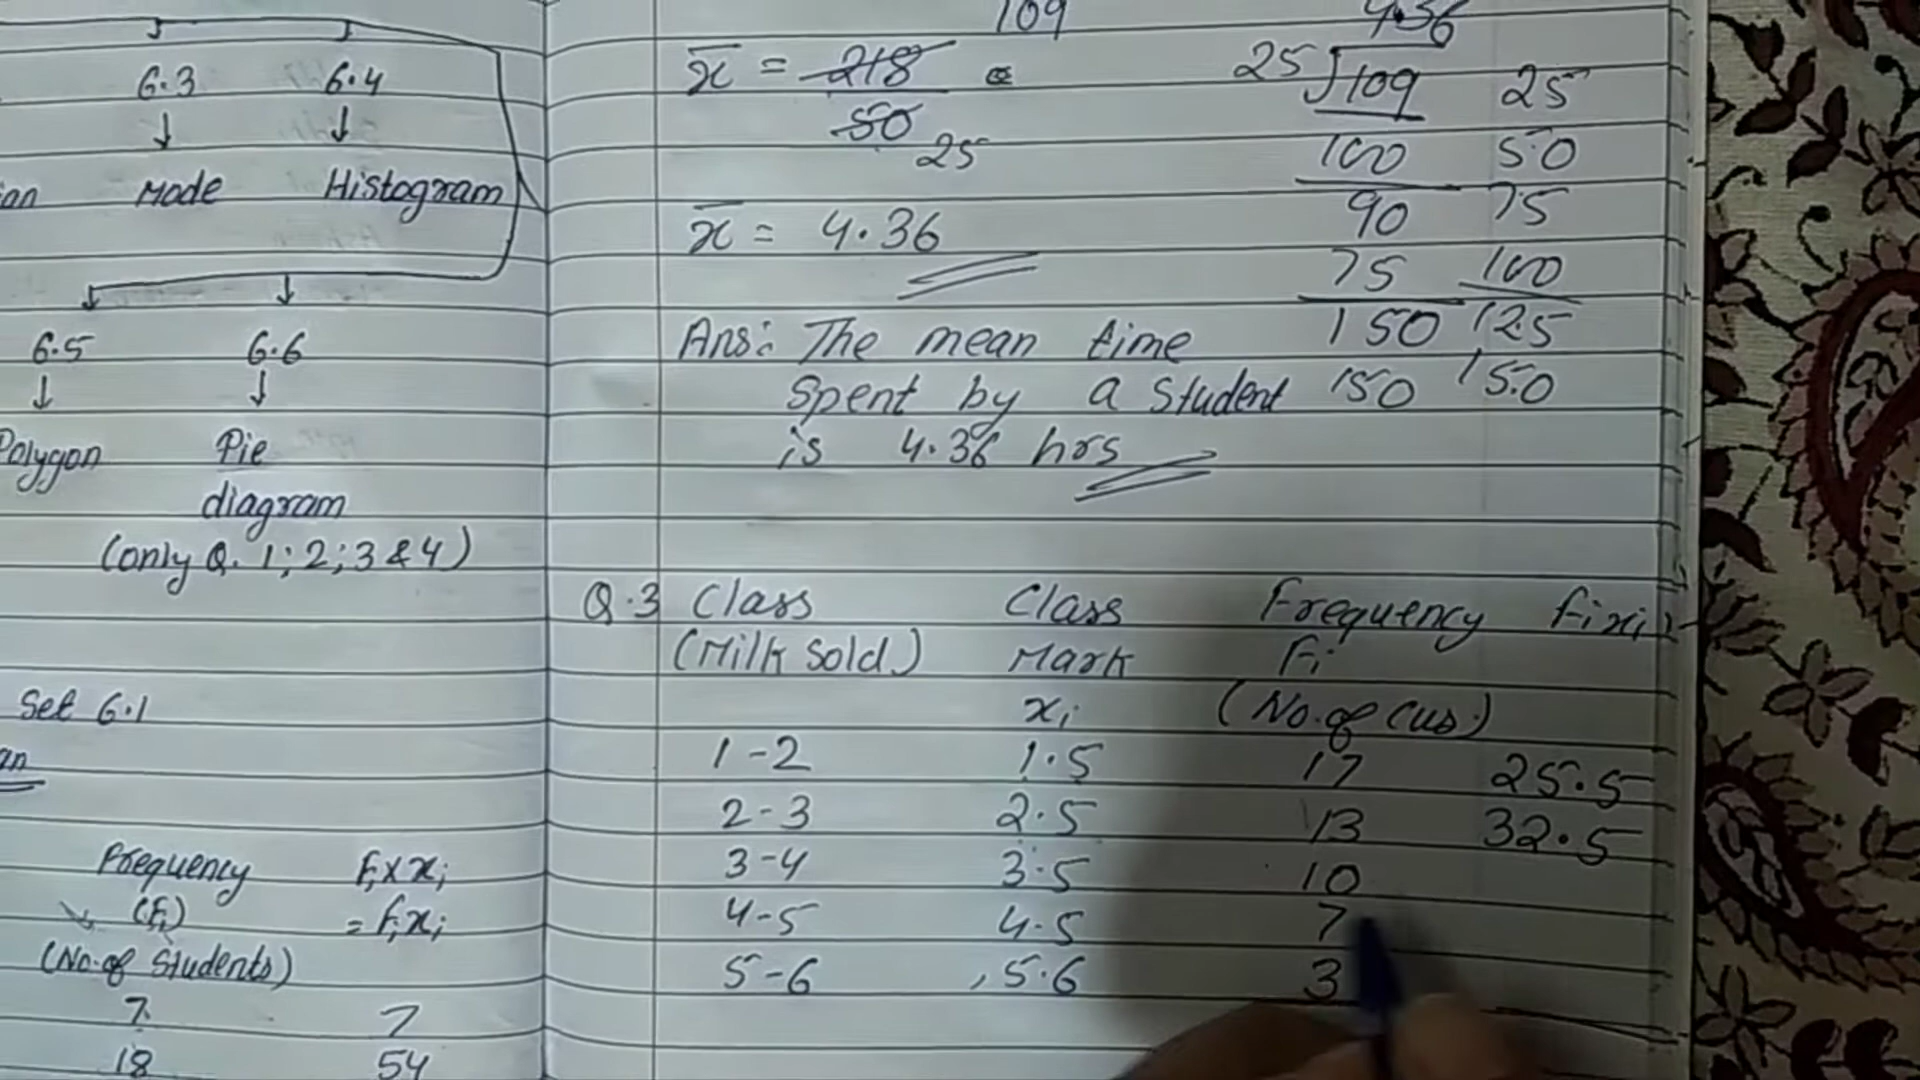 6.3 6.4
Mode Histogram
6.5 6.6
Polygon Pie
diagram
(only Q. 1; 2; 3 & 4)
Set 6.1
Frequency Fi×xi
(Fi) = fixi
(No. of Students)
7 7
18 54
109
x̄ = 218
50
25
x̄ = 4.36
Ans: The mean time
Spent by a Student
is 4.36 hrs
4.36
25 109 25
100 50
90 75
75 100
150 125
150 150
Q.3 Class Class Frequency fixi
(Milk Sold) Mark Fi
xi (No. of Cus.)
1-2 1.5 17 25.5
2-3 2.5 13 32.5
3-4 3.5 10
4-5 4.5 7
5-6 5.6 3